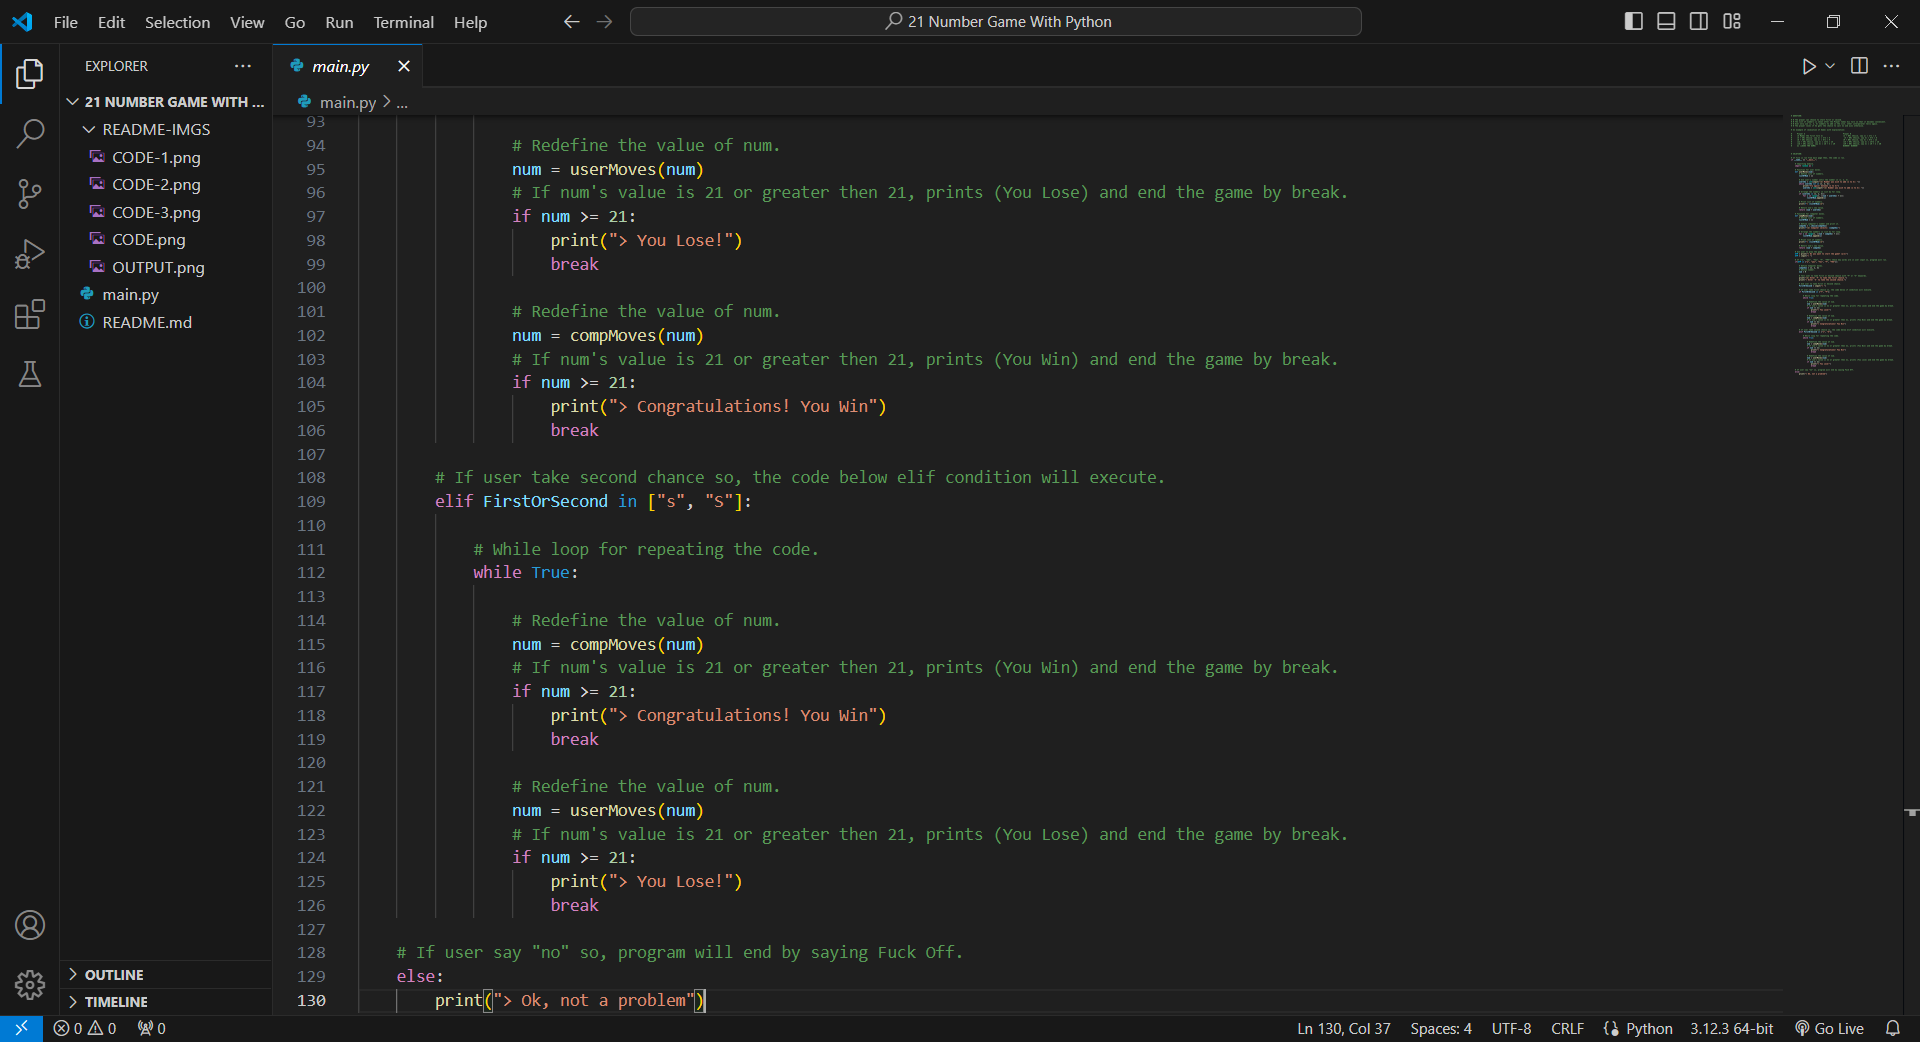 File Edit Selection View Go Run Terminal Help
21 Number Game With Python
EXPLORER
21 NUMBER GAME WITH ...
README-IMGS
CODE-1.png
CODE-2.png
CODE-3.png
CODE.png
OUTPUT.png
main.py
README.md
OUTLINE
TIMELINE
main.py
main.py > ...
93
94 # Redefine the value of num.
95 num = userMoves(num)
96 # If num's value is 21 or greater then 21, prints (You Lose) and end the game by break.
97 if num >= 21:
98 print("> You Lose!")
99 break
100
101 # Redefine the value of num.
102 num = compMoves(num)
103 # If num's value is 21 or greater then 21, prints (You Win) and end the game by break.
104 if num >= 21:
105 print("> Congratulations! You Win")
106 break
107
108 # If user take second chance so, the code below elif condition will execute.
109 elif FirstOrSecond in ["s", "S"]:
110
111 # While loop for repeating the code.
112 while True:
113
114 # Redefine the value of num.
115 num = compMoves(num)
116 # If num's value is 21 or greater then 21, prints (You Win) and end the game by break.
117 if num >= 21:
118 print("> Congratulations! You Win")
119 break
120
121 # Redefine the value of num.
122 num = userMoves(num)
123 # If num's value is 21 or greater then 21, prints (You Lose) and end the game by break.
124 if num >= 21:
125 print("> You Lose!")
126 break
127
128 # If user say "no" so, program will end by saying Fuck Off.
129 else:
130 print("> Ok, not a problem")
0 0 0 Ln 130, Col 37 Spaces: 4 UTF-8 CRLF Python 3.12.3 64-bit Go Live